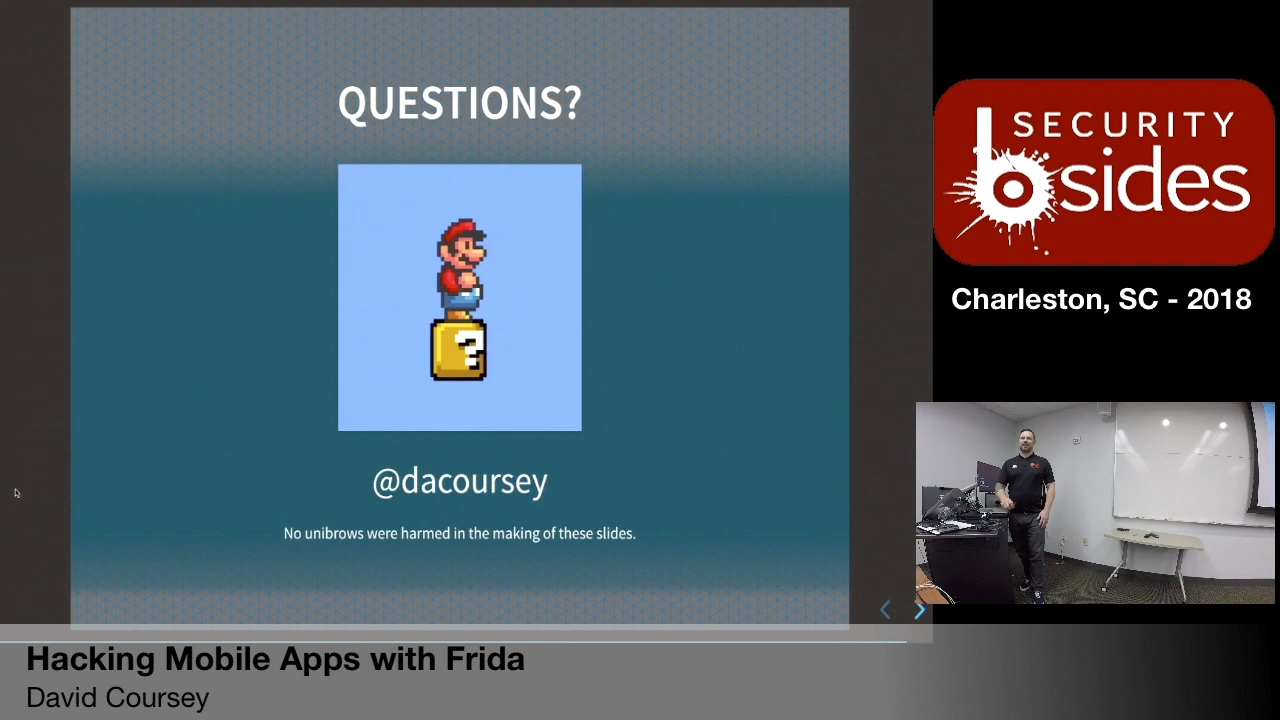 QUESTIONS?
?
@dacoursey
No unibrows were harmed in the making of these slides.
SECURITY
bsides
Charleston, SC - 2018
Hacking Mobile Apps with Frida
David Coursey